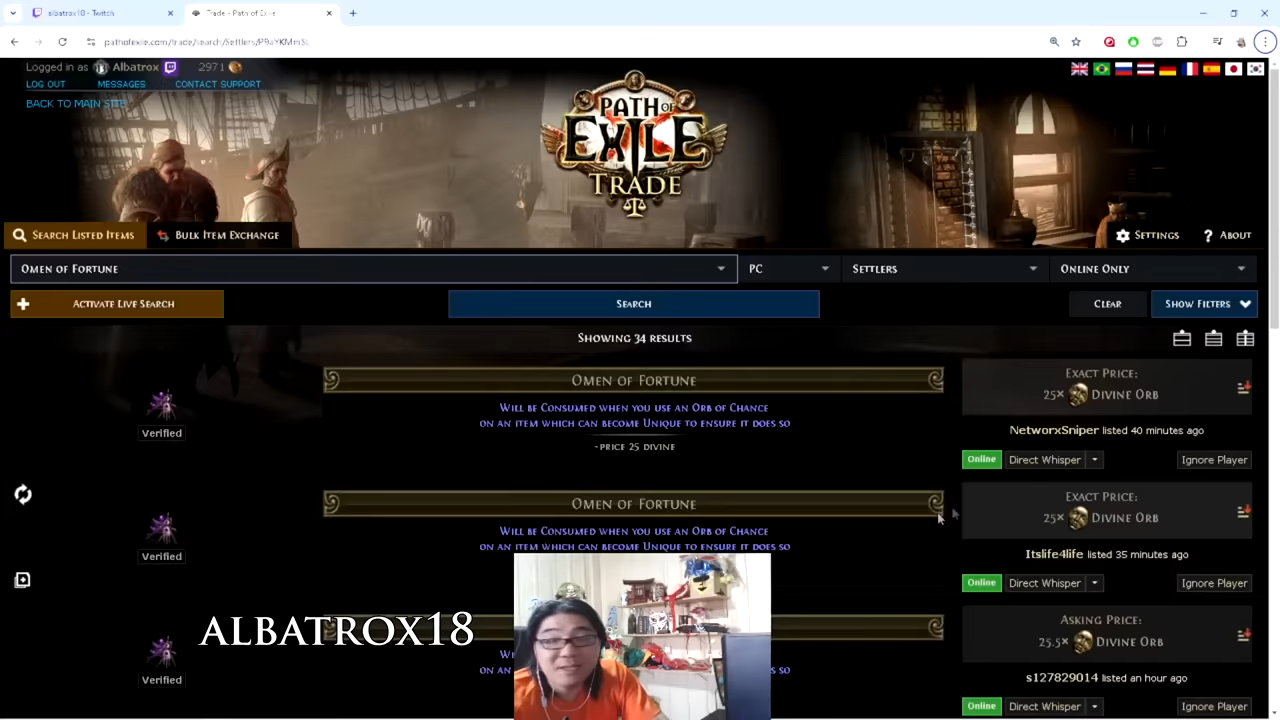 albatrox18 - Twitch
Trade - Path of Exile
pathofexile.com/trade/search/Settlers/
Logged in as Albatrox 297.1
LOG OUT MESSAGES CONTACT SUPPORT
BACK TO MAIN SITE
PATH OF
EXILE
TRADE
Search Listed Items Bulk Item Exchange
Settings ? About
Omen of Fortune PC Settlers Online Only
Activate Live Search Search Clear Show Filters
Showing 34 results
Omen of Fortune
Will be Consumed when you use an Orb of Chance
on an item which can become Unique to ensure it does so
~price 25 divine
Verified
Exact Price:
25× Divine Orb
NetworxSniper listed 40 minutes ago
Online Direct Whisper Ignore Player
Omen of Fortune
Will be Consumed when you use an Orb of Chance
on an item which can become Unique to ensure it does so
Verified
Exact Price:
25× Divine Orb
Itslife4life listed 35 minutes ago
Online Direct Whisper Ignore Player
ALBATROX18
Verified
Asking Price:
25.5× Divine Orb
s127829014 listed an hour ago
Online Direct Whisper Ignore Player